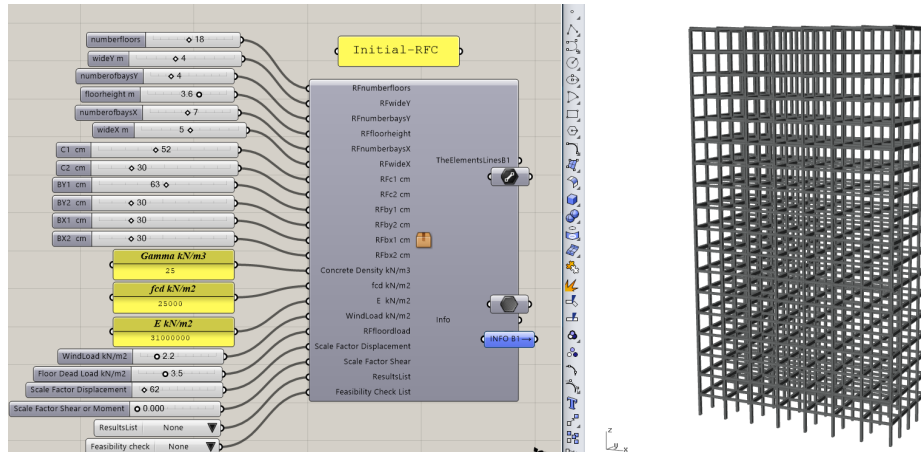 numberfloors 18
wideY m 4
numberofbaysY 4
floorheight m 3.6
numberofbaysX 7
wideX m 5
C1 cm 52
C2 cm 30
BY1 cm 63
BY2 cm 30
BX1 cm 30
BX2 cm 30
Gamma kN/m3
25
fcd kN/m2
25000
E kN/m2
31000000
WindLoad kN/m2 2.2
Floor Dead Load kN/m2 3.5
Scale Factor Displacement 62
Scale Factor Shear or Moment 0.000
ResultsList None
Feasibility check None
Initial-RFC
RFnumberfloors
RFwideY
RFnumberbaysY
RFfloorheight
RFnumberbaysX
RFwideX
RFc1 cm
RFc2 cm
RFby1 cm
RFby2 cm
RFbx1 cm
RFbx2 cm
Concrete Density kN/m3
fcd kN/m2
E kN/m2
WindLoad kN/m2
RFfloordload
Scale Factor Displacement
Scale Factor Shear
ResultsList
Feasibility Check List
TheElementsLinesB1
Info
INFO B1
z
y
x